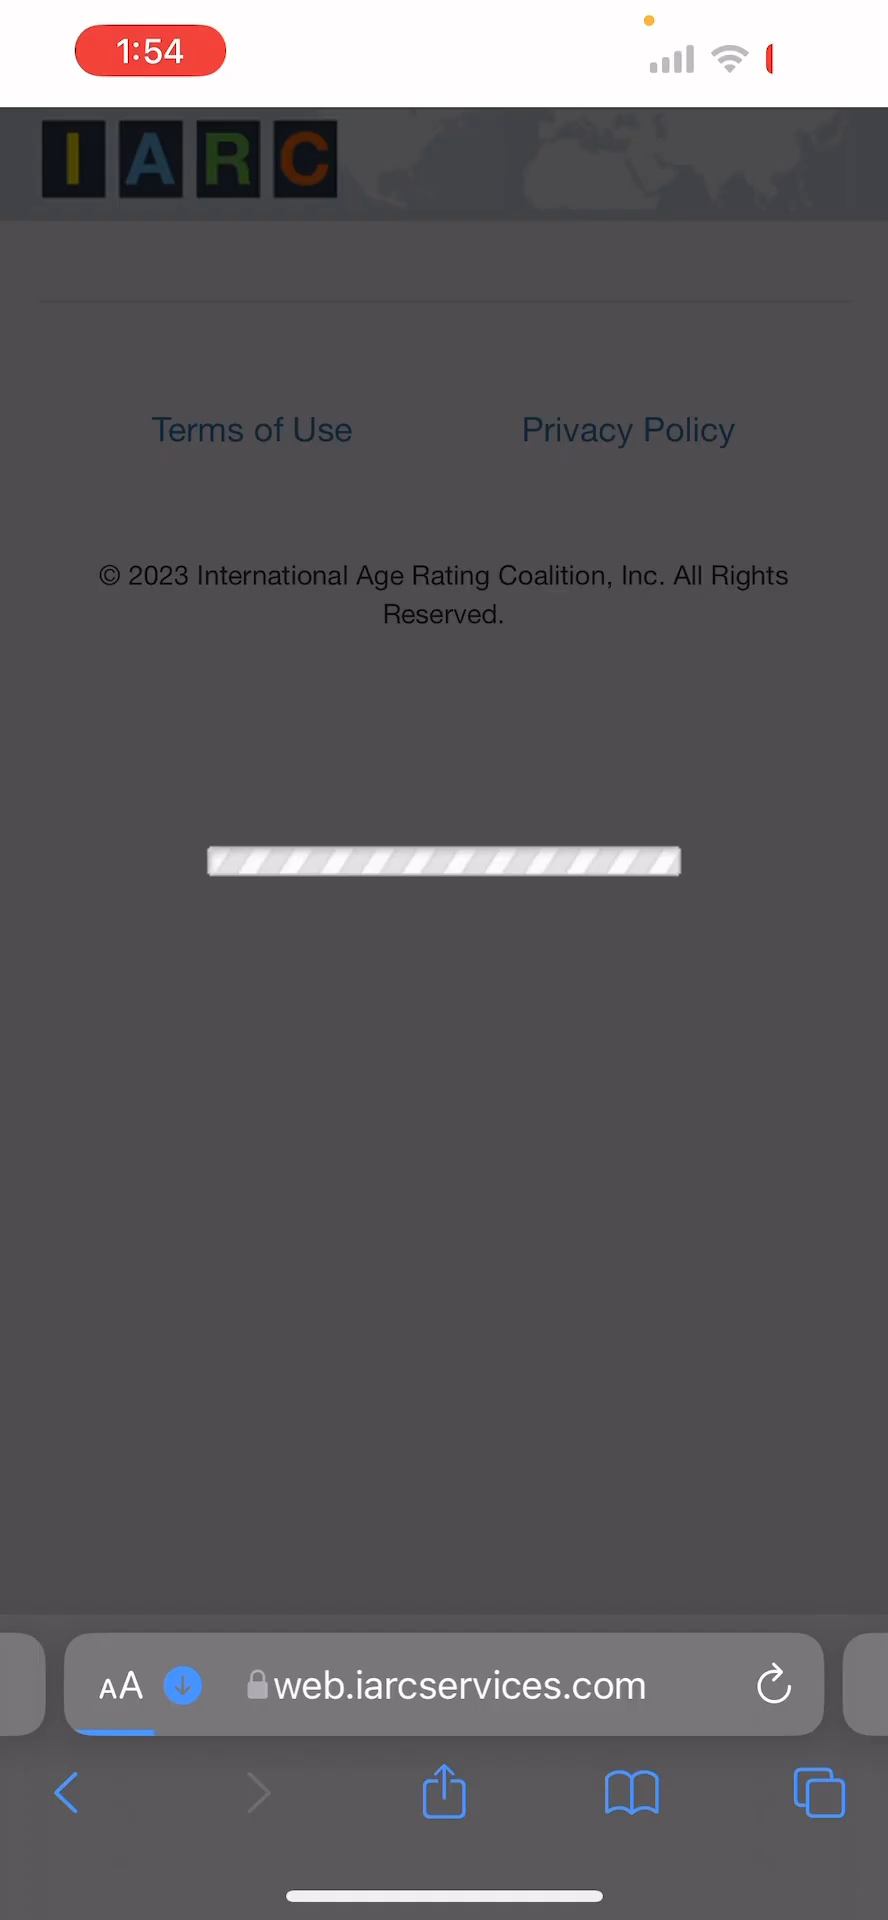 1:54
IARC
Terms of Use
Privacy Policy
© 2023 International Age Rating Coalition, Inc. All Rights
Reserved.
AA
web.iarcservices.com